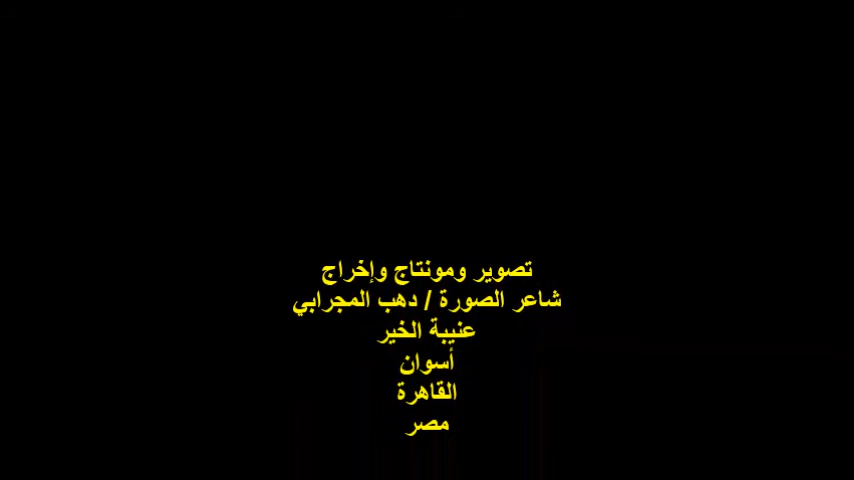 تصوير ومونتاج وإخراج
شاعر الصورة / دهب المجرابي
عنيبة الخير
أسوان
القاهرة
مصر